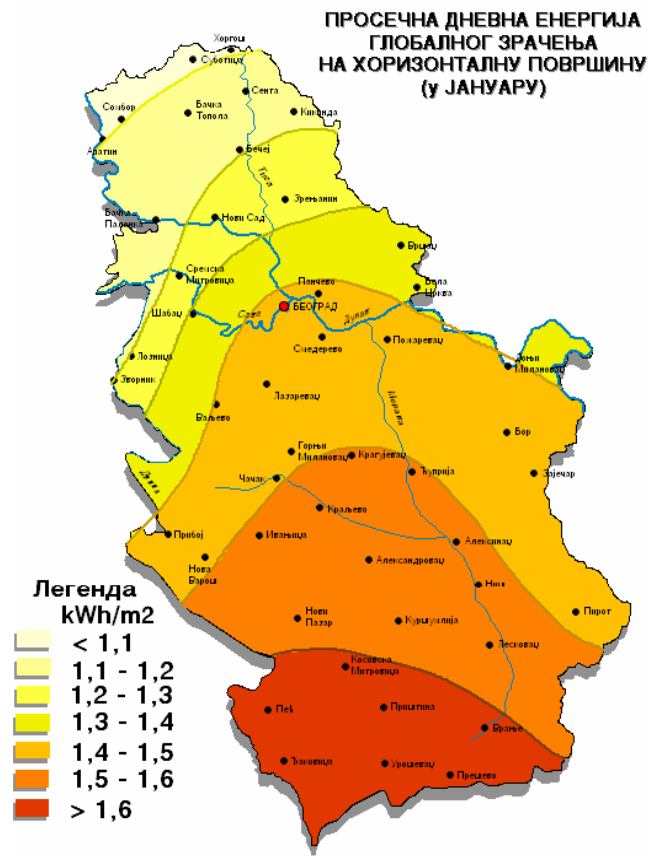 ПРОСЕЧНА ДНЕВНА ЕНЕРГИЈА
ГЛОБАЛНОГ ЗРАЧЕЊА
НА ХОРИЗОНТАЛНУ ПОВРШИНУ
(у ЈАНУАРУ)
Хоргош
Суботица
Сента
Сомбор
Бачка
Топола
Кикинда
Апатин
Бечеј
Тиса
Зрењанин
Бачка
Паланка
Нови Сад
Вршац
Сремска
Митровица
Панчево
Бела
Црква
Шабац
Сава
БЕОГРАД
Дунав
Смедерево
Пожаревац
Лозница
Доњи
Милановац
Зворник
Лазаревац
Ваљево
Морава
Бор
Горњи
Милановац
Крагујевац
Ћуприја
Зајечар
Дрина
Чачак
Краљево
Прибој
Ивањица
Алексинац
Нова
Варош
Александровац
Ниш
Легенда
kWh/m2
< 1,1
1,1 - 1,2
1,2 - 1,3
1,3 - 1,4
1,4 - 1,5
1,5 - 1,6
> 1,6
Нови
Пазар
Куршумлија
Пирот
Лесковац
Косовска
Митровица
Пећ
Приштина
Врање
Ђаковица
Урошевац
Прешево